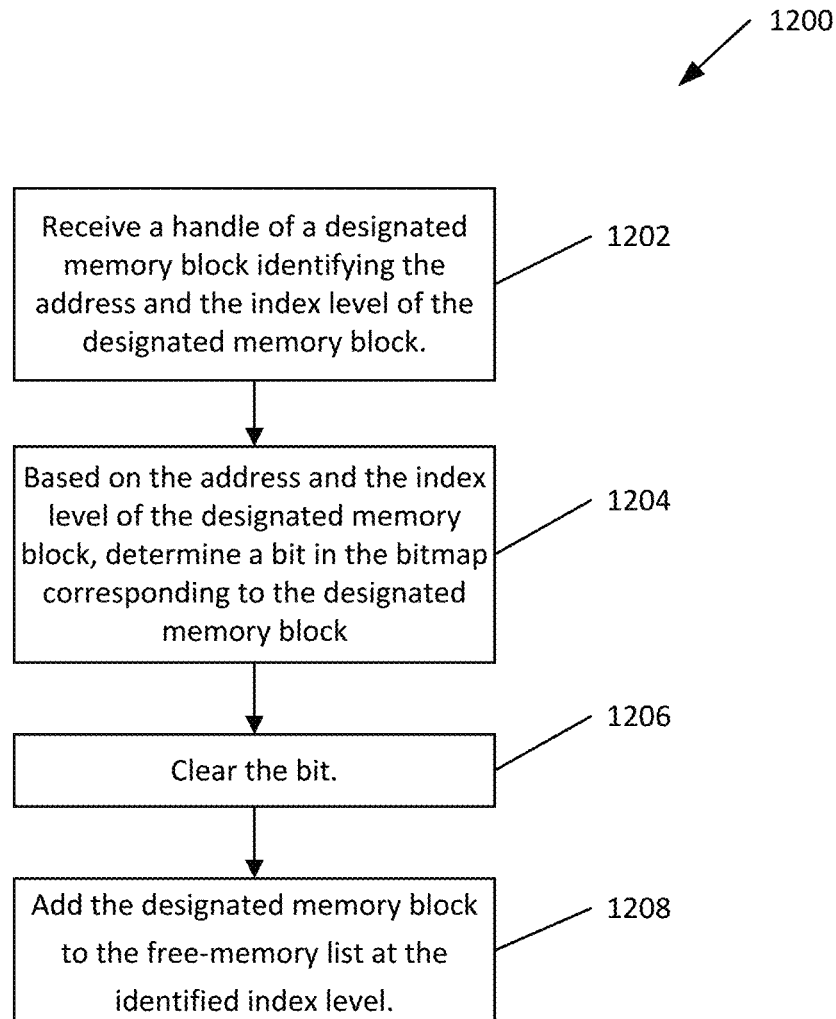 1200
Receive a handle of a designated
memory block identifying the
address and the index level of the
designated memory block.
1202
Based on the address and the index
level of the designated memory
block, determine a bit in the bitmap
corresponding to the designated
memory block
1204
Clear the bit.
1206
Add the designated memory block
to the free-memory list at the
identified index level.
1208